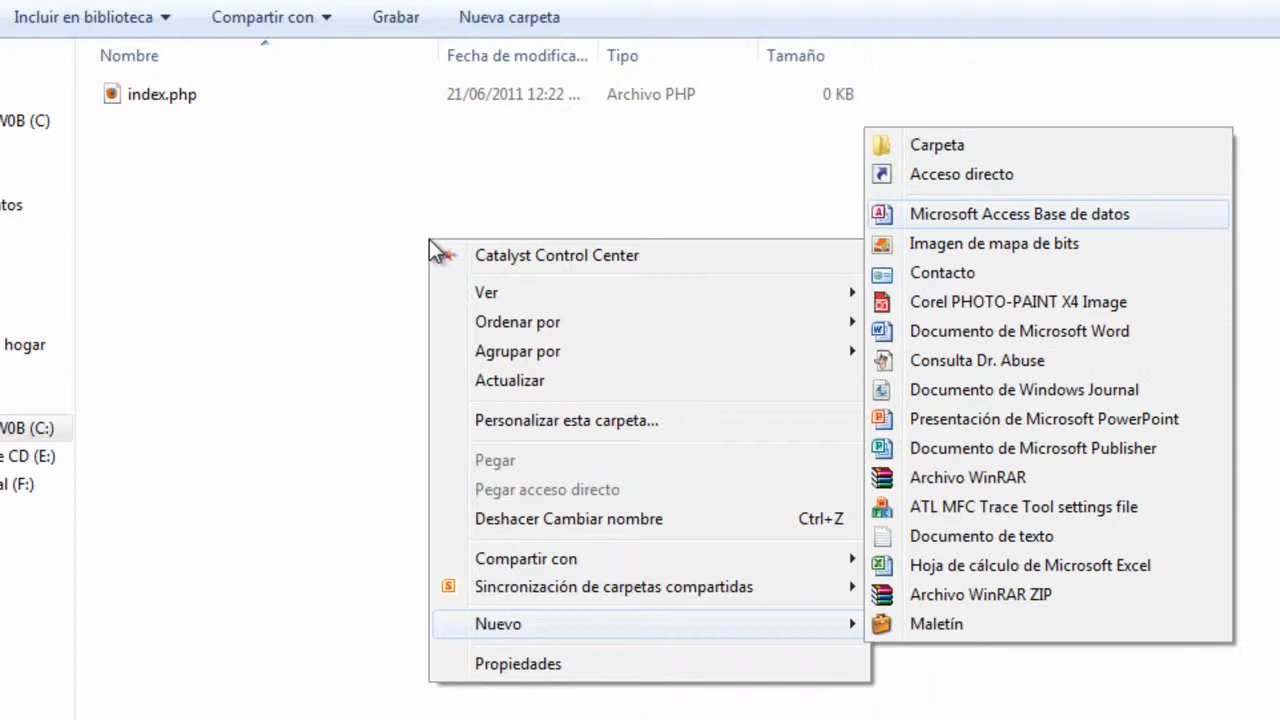 Incluir en biblioteca
Compartir con
Grabar
Nueva carpeta
Nombre
Fecha de modifica...
Tipo
Tamaño
index.php
21/06/2011 12:22 ...
Archivo PHP
0 KB
W0B (C)
tos
hogar
W0B (C:)
e CD (E:)
al (F:)
Catalyst Control Center
Ver
Ordenar por
Agrupar por
Actualizar
Personalizar esta carpeta...
Pegar
Pegar acceso directo
Deshacer Cambiar nombre Ctrl+Z
Compartir con
S
Sincronización de carpetas compartidas
Nuevo
Propiedades
Carpeta
Acceso directo
Microsoft Access Base de datos
Imagen de mapa de bits
Contacto
Corel PHOTO-PAINT X4 Image
Documento de Microsoft Word
Consulta Dr. Abuse
Documento de Windows Journal
Presentación de Microsoft PowerPoint
Documento de Microsoft Publisher
Archivo WinRAR
ATL MFC Trace Tool settings file
Documento de texto
Hoja de cálculo de Microsoft Excel
Archivo WinRAR ZIP
Maletín